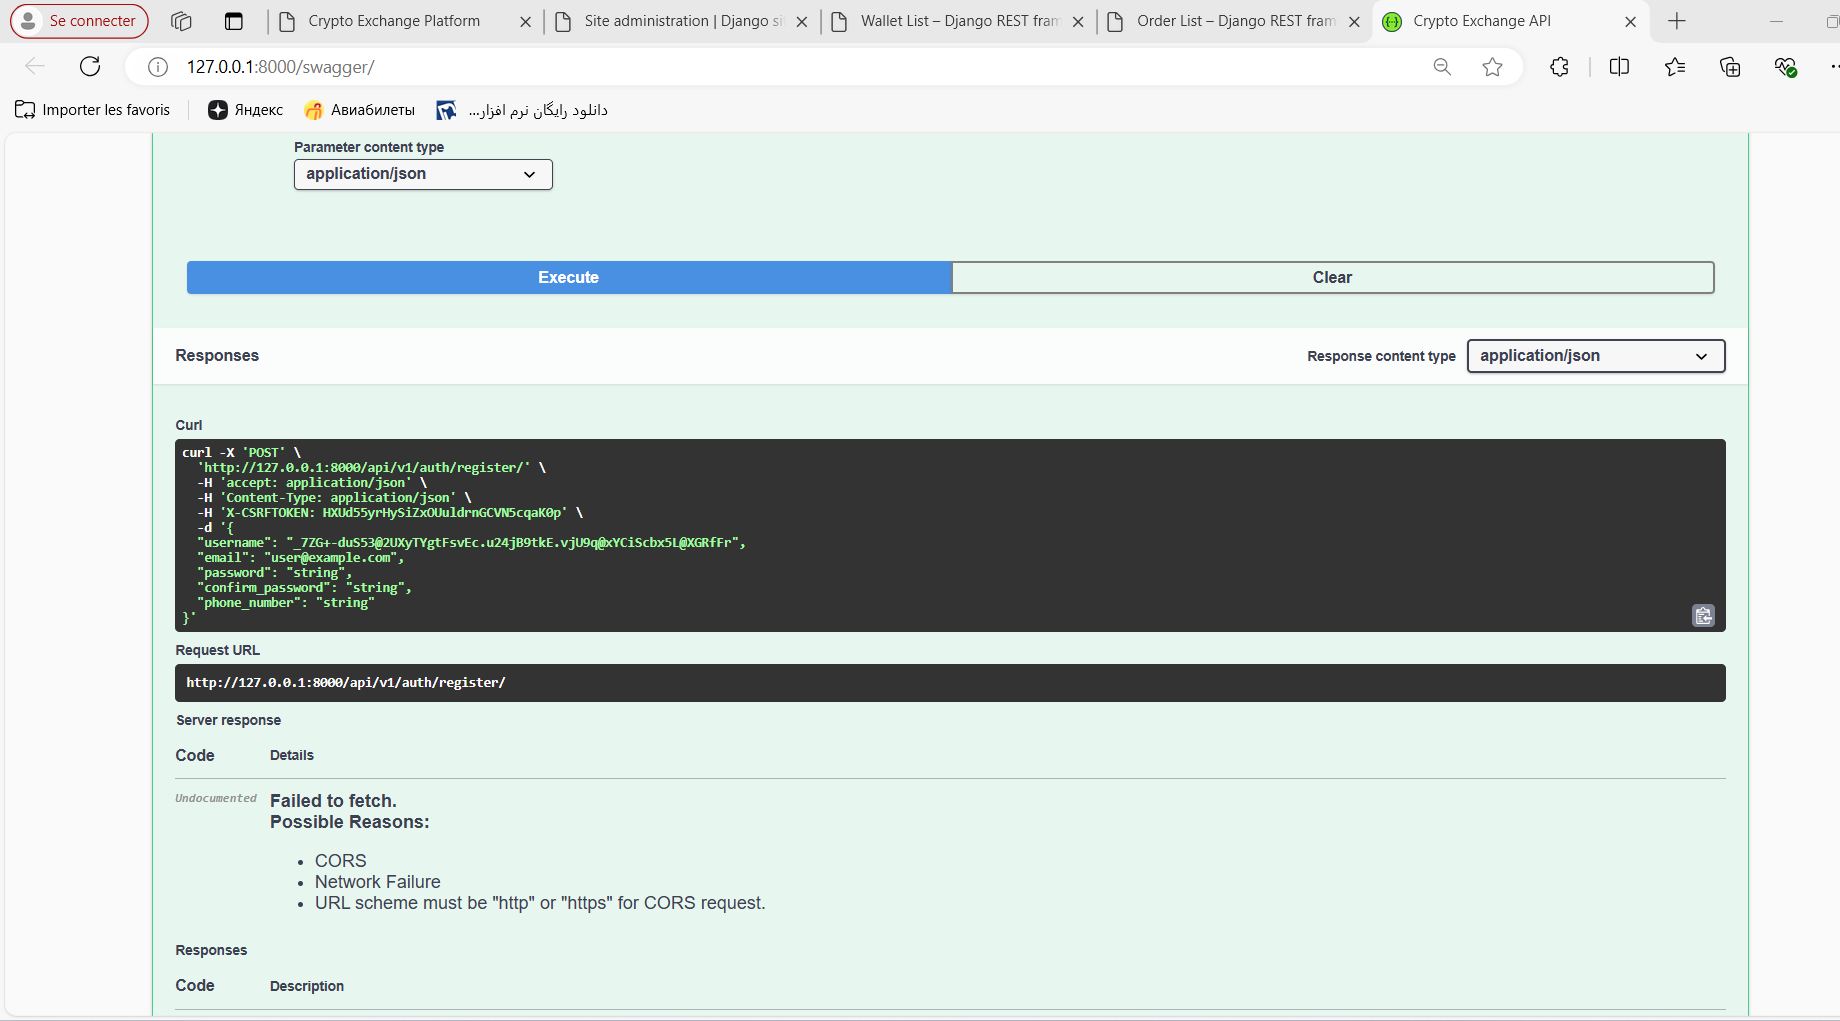 Se connecter
Crypto Exchange Platform
Site administration | Django si
Wallet List – Django REST fram
Order List – Django REST fram
Crypto Exchange API
127.0.0.1:8000/swagger/
Importer les favoris
Яндекс
Авиабилеты
دانلود رایگان نرم افزار...
Parameter content type
application/json
Execute
Clear
Responses
Response content type
application/json
Curl
curl -X 'POST' \
'http://127.0.0.1:8000/api/v1/auth/register/' \
-H 'accept: application/json' \
-H 'Content-Type: application/json' \
-H 'X-CSRFTOKEN: HXUd55yrHySiZxOUuldrnGCVN5cqaK0p' \
-d '{
"username": "_7ZG+-duS53@2UXyTYgtFsvEc.u24jB9tkE.vjU9q@xYCiScbx5L@XGRfFr",
"email": "user@example.com",
"password": "string",
"confirm_password": "string",
"phone_number": "string"
}'
Request URL
http://127.0.0.1:8000/api/v1/auth/register/
Server response
Code
Details
Undocumented
Failed to fetch.
Possible Reasons:
• CORS
• Network Failure
• URL scheme must be "http" or "https" for CORS request.
Responses
Code
Description